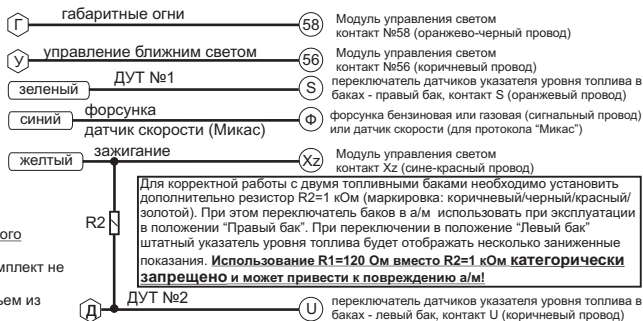 габаритные огни
Г
58
Модуль управления светом
контакт №58 (оранжево-черный провод)
управление ближним светом
У
56
Модуль управления светом
контакт №56 (коричневый провод)
зеленый
ДУТ №1
S
переключатель датчиков указателя уровня топлива в
баках - правый бак, контакт S (оранжевый провод)
синий
форсунка
датчик скорости (Микас)
Ф
форсунка бензиновая или газовая (сигнальный провод)
или датчик скорости (для протокола "Микас")
желтый
зажигание
Xz
Модуль управления светом
контакт Xz (сине-красный провод)
R2
Для корректной работы с двумя топливными баками необходимо установить
дополнительно резистор R2=1 кОм (маркировка: коричневый/черный/красный/
золотой). При этом переключатель баков в а/м использовать при эксплуатации
в положении "Правый бак". При переключении в положение "Левый бак"
штатный указатель уровня топлива будет отображать несколько заниженные
показания. Использование R1=120 Ом вместо R2=1 кОм категорически
запрещено и может привести к повреждению а/м!
ого
мплект не
ьем из
Д
ДУТ №2
U
переключатель датчиков указателя уровня топлива в
баках - левый бак, контакт U (коричневый провод)